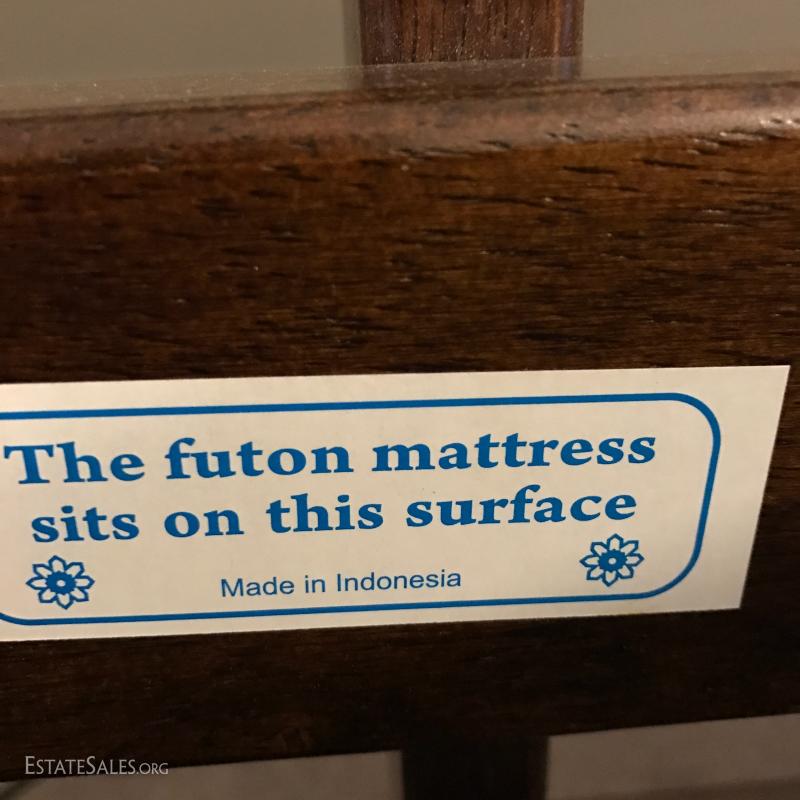 The futon mattress
sits on this surface
Made in Indonesia
EstateSales.org